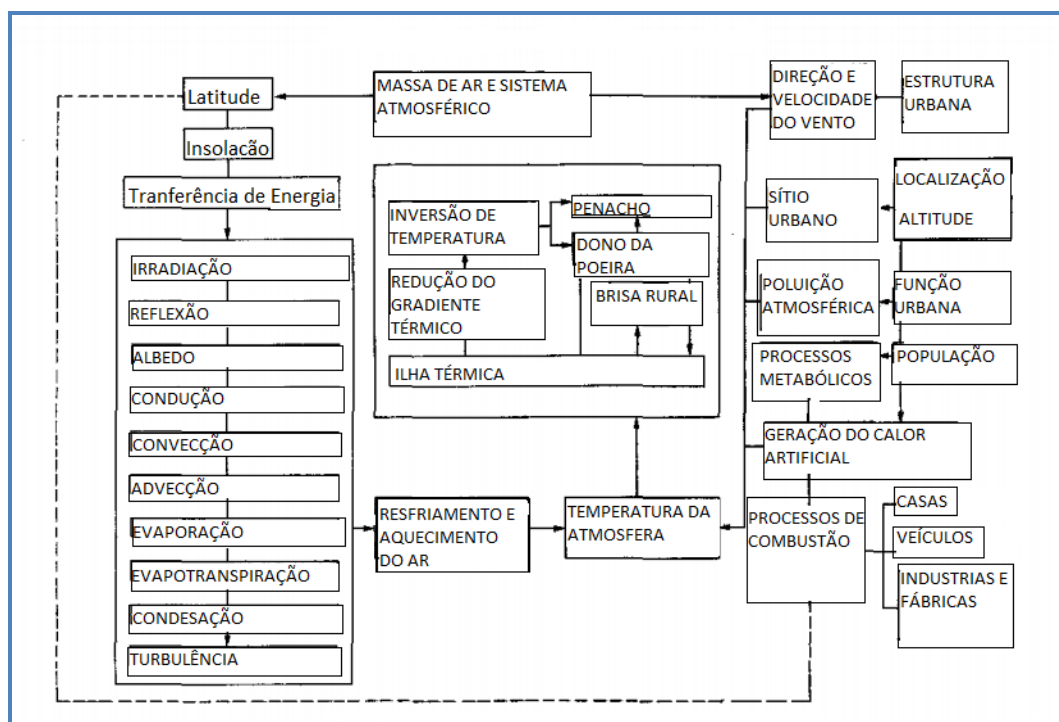 MASSA DE AR E SISTEMA
ATMOSFÉRICO
DIREÇÃO E
VELOCIDADE
DO VENTO
ESTRUTURA
URBANA
Latitude
Insolacão
Tranferência de Energia
IRRADIAÇÃO
REFLEXÃO
ALBEDO
CONDUÇÃO
CONVECÇÃO
ADVECÇÃO
EVAPORAÇÃO
EVAPOTRANSPIRAÇÃO
CONDESAÇÃO
TURBULÊNCIA
INVERSÃO DE
TEMPERATURA
PENACHO
DONO DA
POEIRA
REDUÇÃO DO
GRADIENTE
TÉRMICO
BRISA RURAL
ILHA TÉRMICA
RESFRIAMENTO E
AQUECIMENTO
DO AR
TEMPERATURA DA
ATMOSFERA
SÍTIO
URBANO
LOCALIZAÇÃO
ALTITUDE
POLUIÇÃO
ATMOSFÉRICA
FUNÇÃO
URBANA
PROCESSOS
METABÓLICOS
POPULAÇÃO
GERAÇÃO DO CALOR
ARTIFICIAL
PROCESSOS DE
COMBUSTÃO
CASAS
VEÍCULOS
INDUSTRIAS E
FÁBRICAS